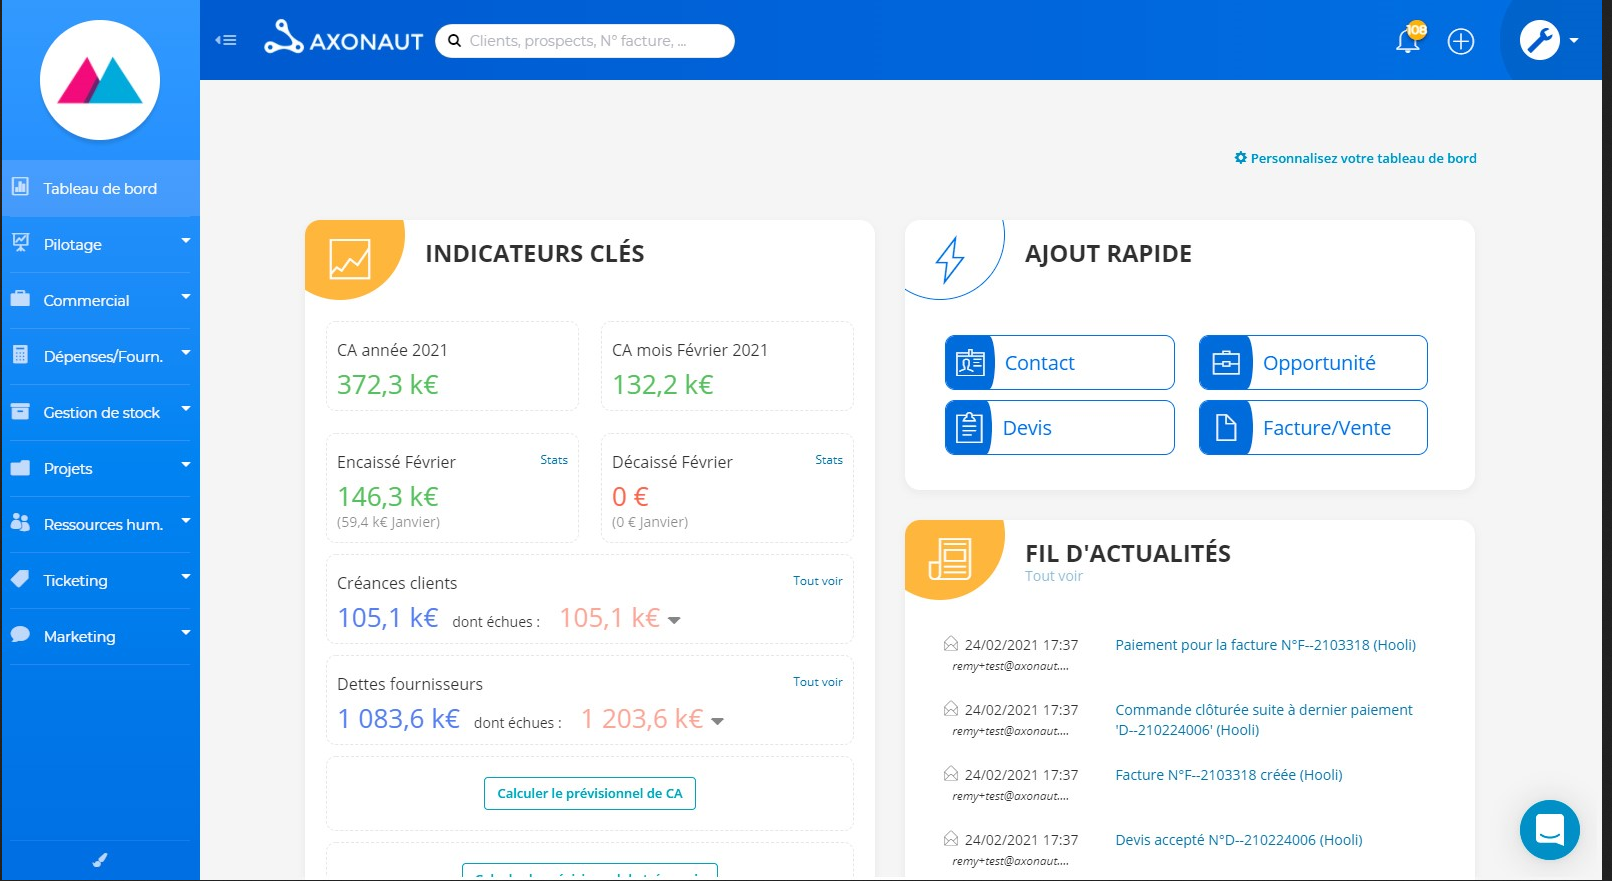 AXONAUT
Clients, prospects, N° facture, ...
108
Tableau de bord
Pilotage
Commercial
Dépenses/Fourn.
Gestion de stock
Projets
Ressources hum.
Ticketing
Marketing
Personnalisez votre tableau de bord
INDICATEURS CLÉS
CA année 2021
372,3 k€
CA mois Février 2021
132,2 k€
Encaissé Février
Stats
146,3 k€
(59,4 k€ Janvier)
Décaissé Février
Stats
0 €
(0 € Janvier)
Créances clients
Tout voir
105,1 k€ dont échues : 105,1 k€
Dettes fournisseurs
Tout voir
1 083,6 k€ dont échues : 1 203,6 k€
Calculer le prévisionnel de CA
AJOUT RAPIDE
Contact
Opportunité
Devis
Facture/Vente
FIL D'ACTUALITÉS
Tout voir
24/02/2021 17:37
remy+test@axonaut....
Paiement pour la facture N°F--2103318 (Hooli)
24/02/2021 17:37
remy+test@axonaut....
Commande clôturée suite à dernier paiement
'D--210224006' (Hooli)
24/02/2021 17:37
remy+test@axonaut....
Facture N°F--2103318 créée (Hooli)
24/02/2021 17:37
remy+test@axonaut....
Devis accepté N°D--210224006 (Hooli)